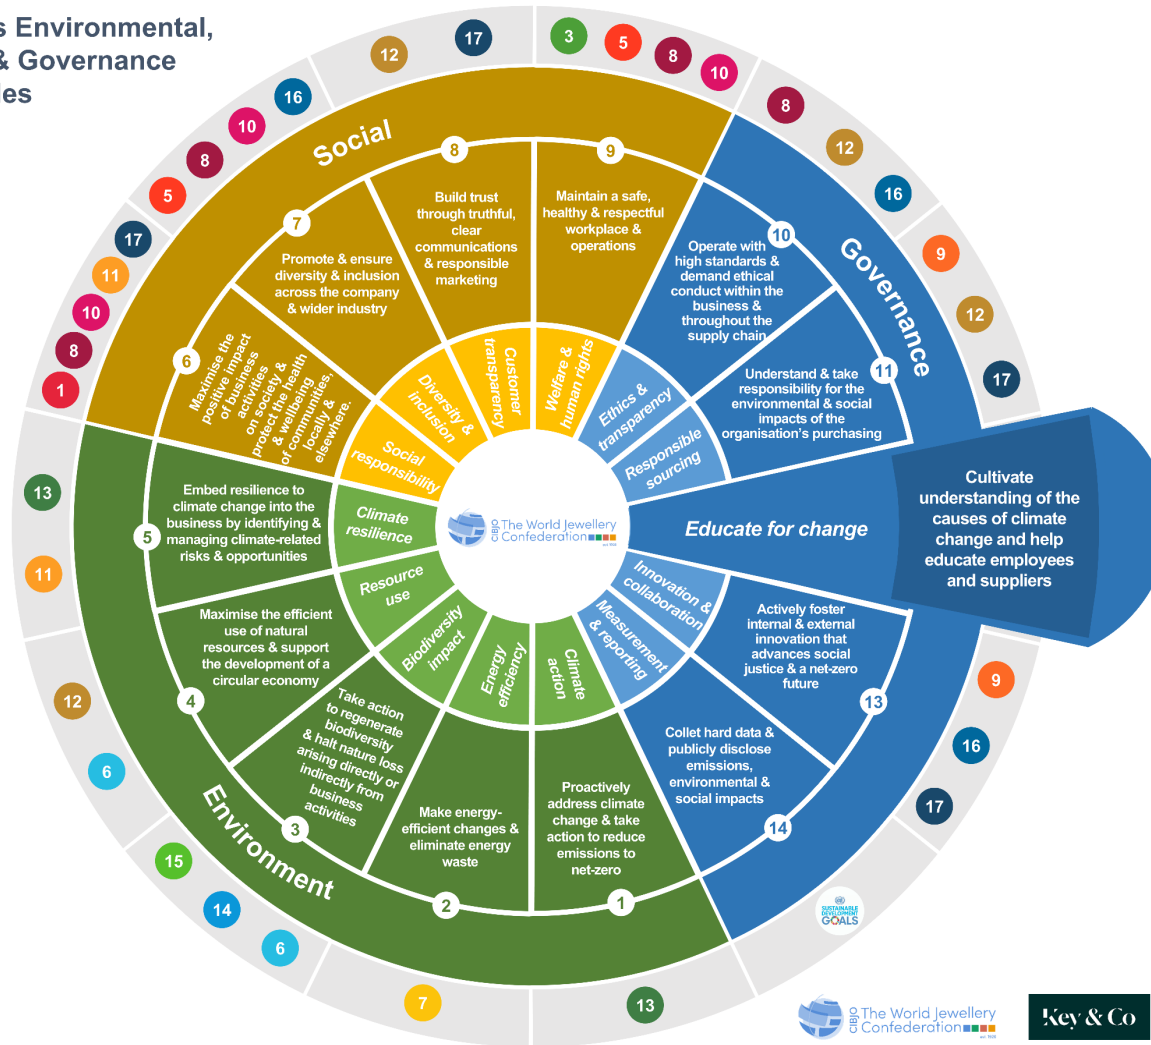 s Environmental,
& Governance
les
12
17
3
5
8
10
8
12
16
9
12
17
16
10
8
5
17
11
10
8
1
13
11
12
6
15
14
6
7
13
9
16
17
SUSTAINABLE
DEVELOPMENT
GOALS
Social
6
Maximise the
positive impact
of business
activities
on society &
protect the health
& wellbeing
of communities,
locally &
elsewhere.
Social
responsibility
7
Promote & ensure
diversity & inclusion
across the company
& wider industry
Diversity &
inclusion
8
Build trust
through truthful,
clear
communications
& responsible
marketing
Customer
transparency
9
Maintain a safe,
healthy & respectful
workplace &
operations
Welfare &
human rights
Governance
10
Operate with
high standards &
demand ethical
conduct within the
business &
throughout the
supply chain
Ethics &
transparency
11
Understand & take
responsibility for the
environmental & social
impacts of the
organisation's purchasing
Responsible
sourcing
Educate for change
Cultivate
understanding of the
causes of climate
change and help
educate employees
and suppliers
Innovation &
collaboration
Actively foster
internal & external
innovation that
advances social
justice & a net-zero
future
13
Measurement
& reporting
Collet hard data &
publicly disclose
emissions,
environmental &
social impacts
14
Environment
Climate
resilience
Embed resilience to
climate change into the
business by identifying &
managing climate-related
risks & opportunities
5
Resource
use
Maximise the efficient
use of natural
resources & support
the development of a
circular economy
4
Biodiversity
impact
Take action
to regenerate
biodiversity
& halt nature loss
arising directly or
indirectly from
business
activities
3
Energy
efficiency
Make energy-
efficient changes &
eliminate energy
waste
2
Climate
action
Proactively
address climate
change & take
action to reduce
emissions to
net-zero
1
CIBJO The World Jewellery
Confederation
CIBJO The World Jewellery
Confederation
Key & Co